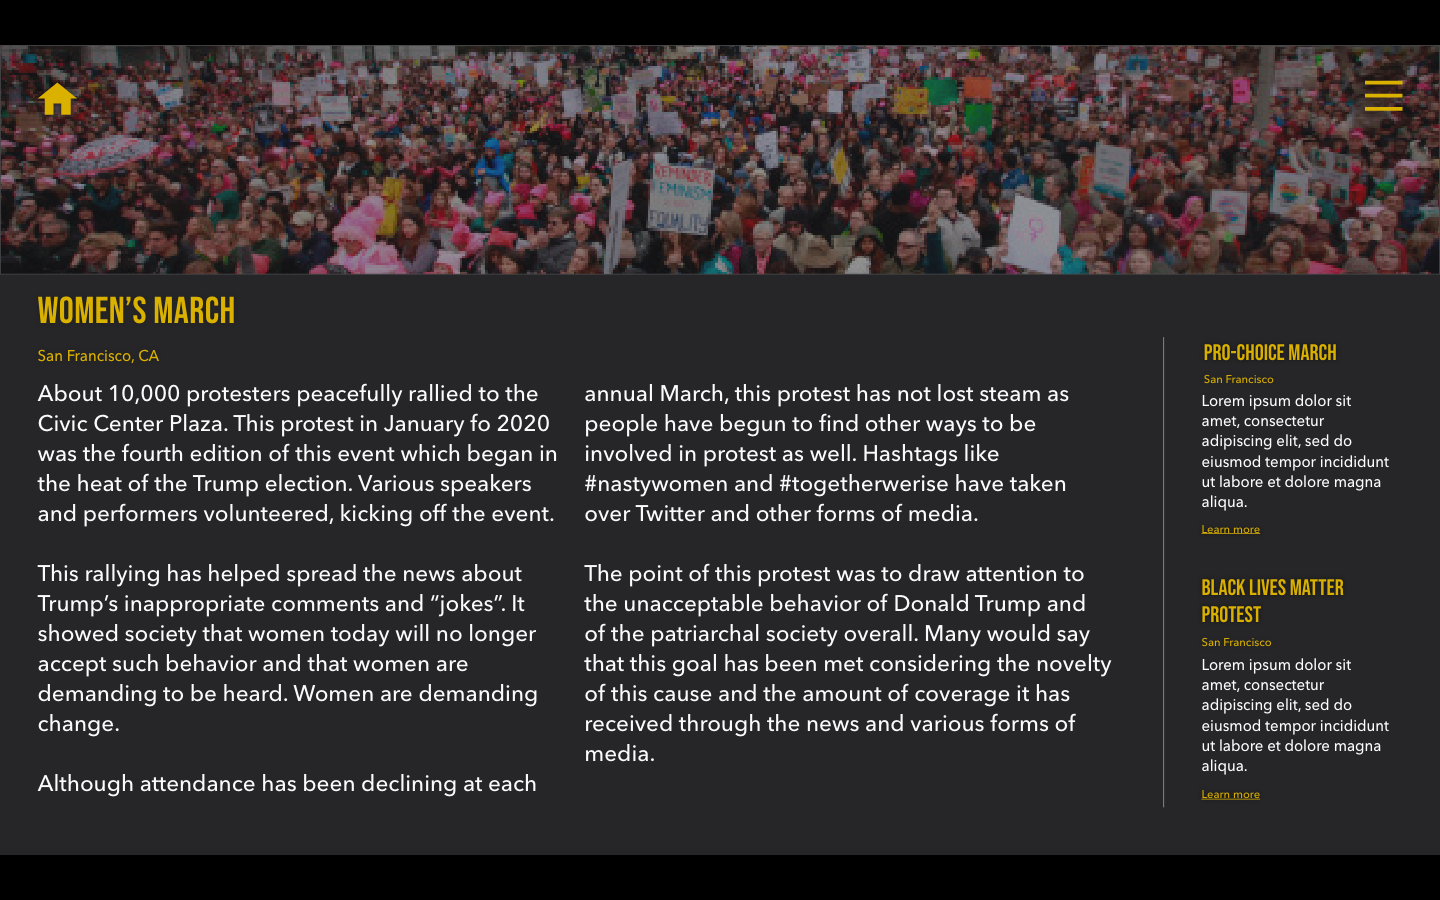 REMINDER
FEMINISM
EQUALITY
WOMEN’S MARCH
San Francisco, CA
About 10,000 protesters peacefully rallied to the
Civic Center Plaza. This protest in January fo 2020
was the fourth edition of this event which began in
the heat of the Trump election. Various speakers
and performers volunteered, kicking off the event.
This rallying has helped spread the news about
Trump’s inappropriate comments and “jokes”. It
showed society that women today will no longer
accept such behavior and that women are
demanding to be heard. Women are demanding
change.
Although attendance has been declining at each
annual March, this protest has not lost steam as
people have begun to find other ways to be
involved in protest as well. Hashtags like
#nastywomen and #togetherwerise have taken
over Twitter and other forms of media.
The point of this protest was to draw attention to
the unacceptable behavior of Donald Trump and
of the patriarchal society overall. Many would say
that this goal has been met considering the novelty
of this cause and the amount of coverage it has
received through the news and various forms of
media.
PRO-CHOICE MARCH
San Francisco
Lorem ipsum dolor sit
amet, consectetur
adipiscing elit, sed do
eiusmod tempor incididunt
ut labore et dolore magna
aliqua.
Learn more
BLACK LIVES MATTER
PROTEST
San Francisco
Lorem ipsum dolor sit
amet, consectetur
adipiscing elit, sed do
eiusmod tempor incididunt
ut labore et dolore magna
aliqua.
Learn more